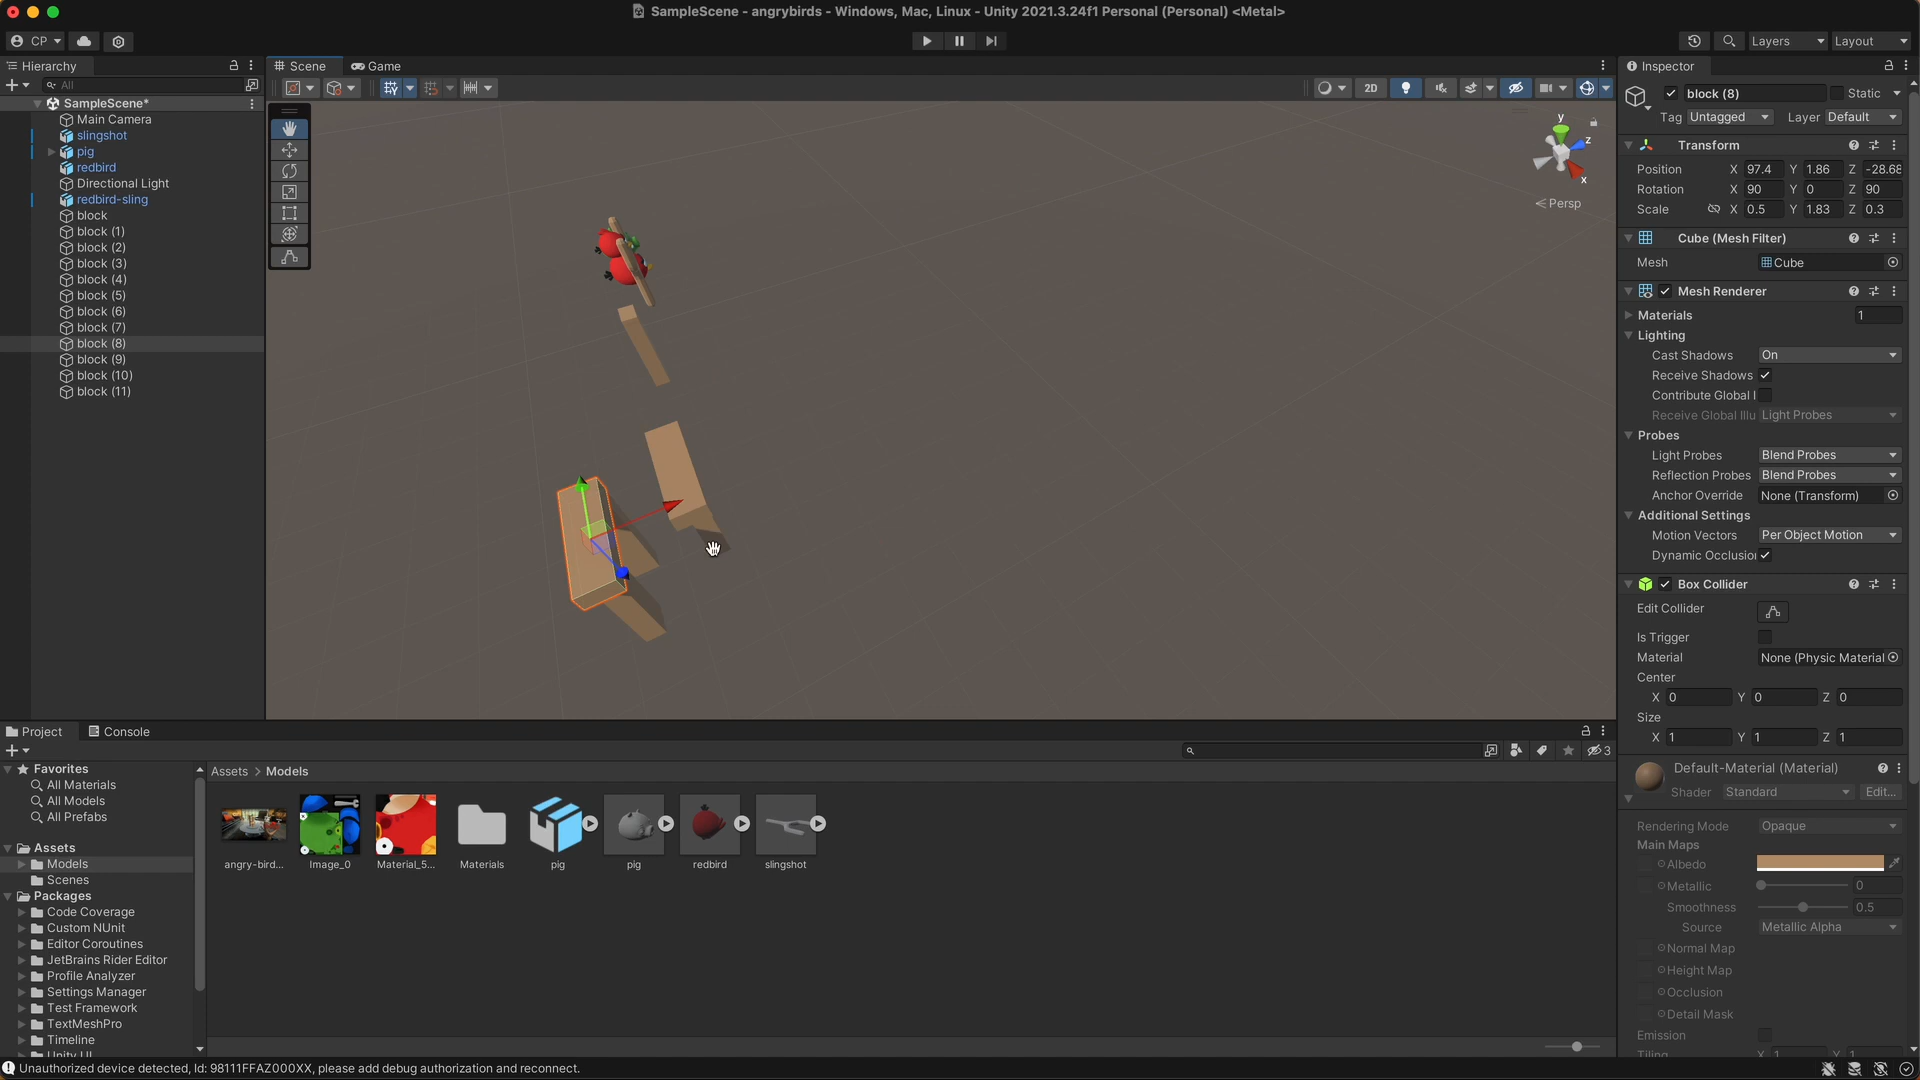 SampleScene - angrybirds - Windows, Mac, Linux - Unity 2021.3.24f1 Personal (Personal) <Metal>
CP
Layers
Layout
Hierarchy
Scene
Game
Inspector
All
2D
SampleScene*
Main Camera
slingshot
pig
redbird
Directional Light
redbird-sling
block
block (1)
block (2)
block (3)
block (4)
block (5)
block (6)
block (7)
block (8)
block (9)
block (10)
block (11)
y
z
x
Persp
block (8)
Static
Tag Untagged Layer Default
Transform
Position X 97.4 Y 1.86 Z -28.68
Rotation X 90 Y 0 Z 90
Scale X 0.5 Y 1.83 Z 0.3
Cube (Mesh Filter)
Mesh Cube
Mesh Renderer
Materials 1
Lighting
Cast Shadows On
Receive Shadows
Contribute Global I
Receive Global Illu Light Probes
Probes
Light Probes Blend Probes
Reflection Probes Blend Probes
Anchor Override None (Transform)
Additional Settings
Motion Vectors Per Object Motion
Dynamic Occlusio
Box Collider
Edit Collider
Is Trigger
Material None (Physic Material
Center
X 0 Y 0 Z 0
Size
X 1 Y 1 Z 1
Default-Material (Material)
Shader Standard Edit...
Rendering Mode Opaque
Main Maps
Albedo
Metallic 0
Smoothness 0.5
Source Metallic Alpha
Normal Map
Height Map
Occlusion
Detail Mask
Emission
Tiling X 1 Y 1
Project
Console
3
Favorites
All Materials
All Models
All Prefabs
Assets
Models
Scenes
Packages
Code Coverage
Custom NUnit
Editor Coroutines
JetBrains Rider Editor
Profile Analyzer
Settings Manager
Test Framework
TextMeshPro
Timeline
Unity UI
Assets > Models
angry-bird...
Image_0
Material_5...
Materials
pig
pig
redbird
slingshot
Unauthorized device detected, Id: 98111FFAZ000XX, please add debug authorization and reconnect.